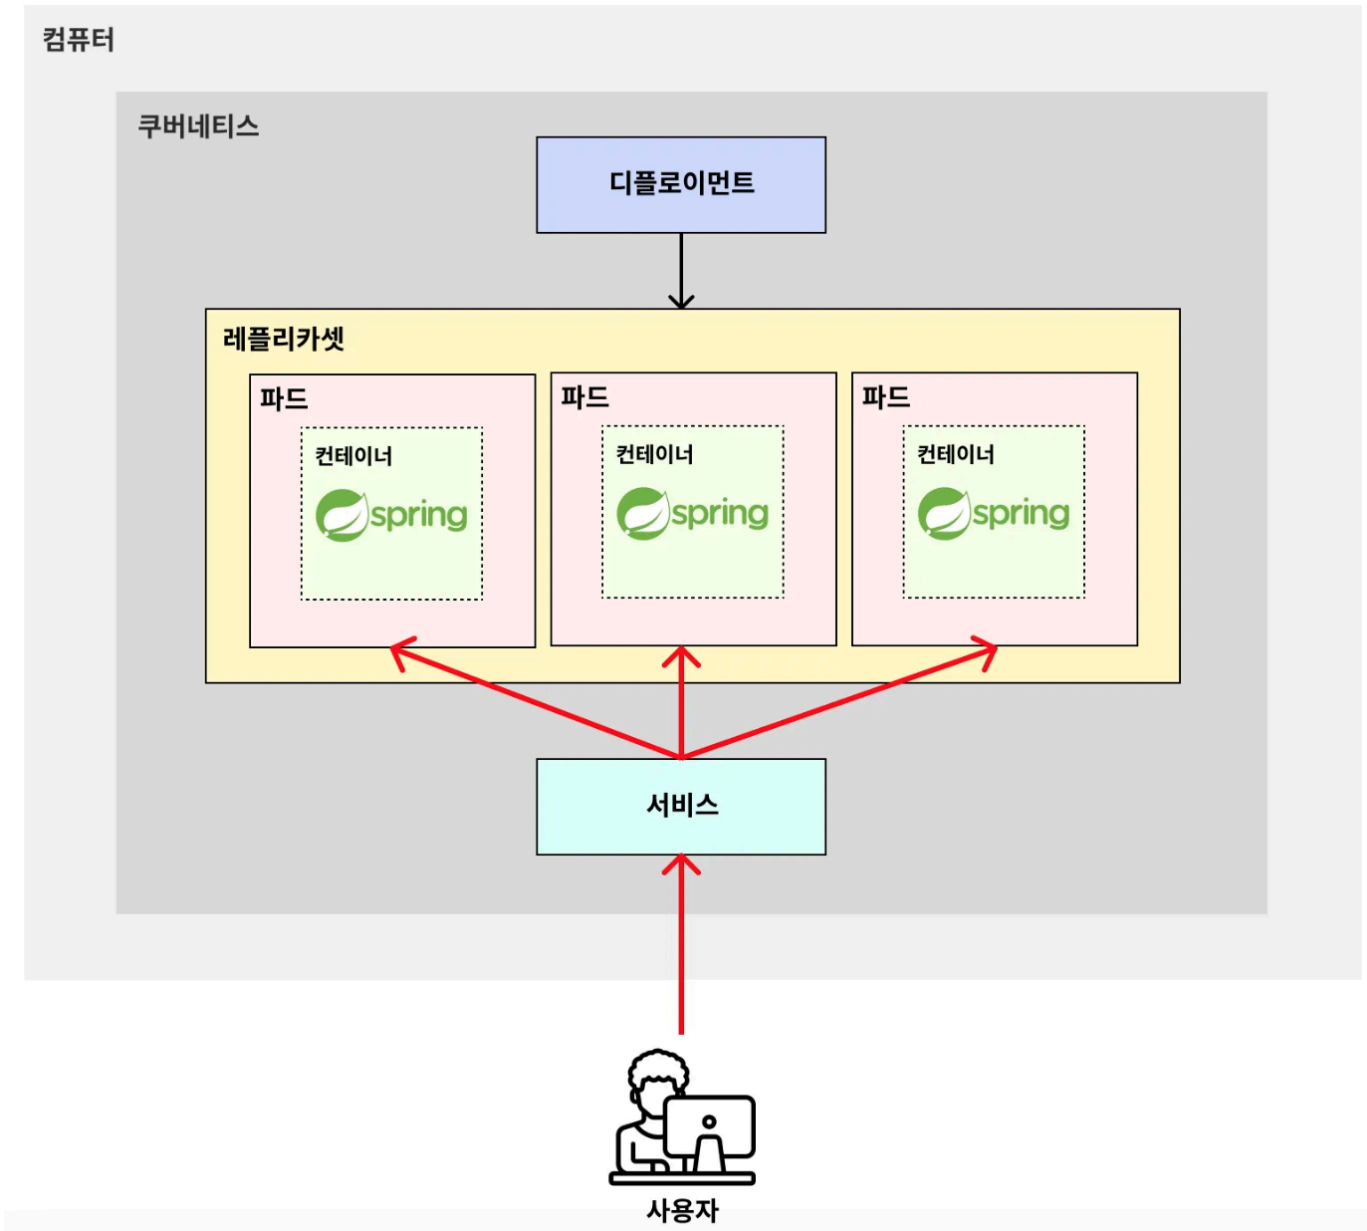 컴퓨터
쿠버네티스
디플로이먼트
레플리카셋
파드
컨테이너
spring
파드
컨테이너
spring
파드
컨테이너
spring
서비스
사용자